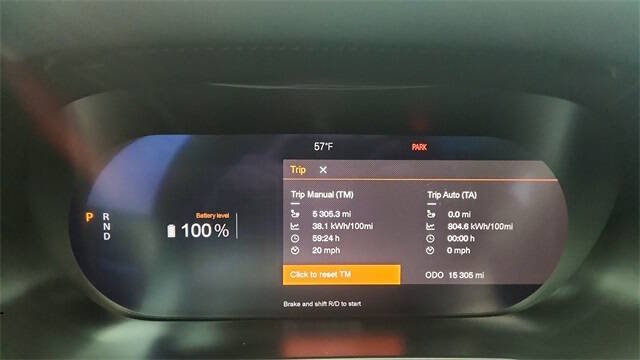 57°F PARK
Trip X
Trip Manual (TM) Trip Auto (TA)
5 305.3 mi 0.0 mi
P R Battery level 38.1 kWh/100mi 804.6 kWh/100mi
N 100 % 59:24 h 00:00 h
D 20 mph 0 mph
Click to reset TM ODO 15 305 mi
Brake and shift R/D to start